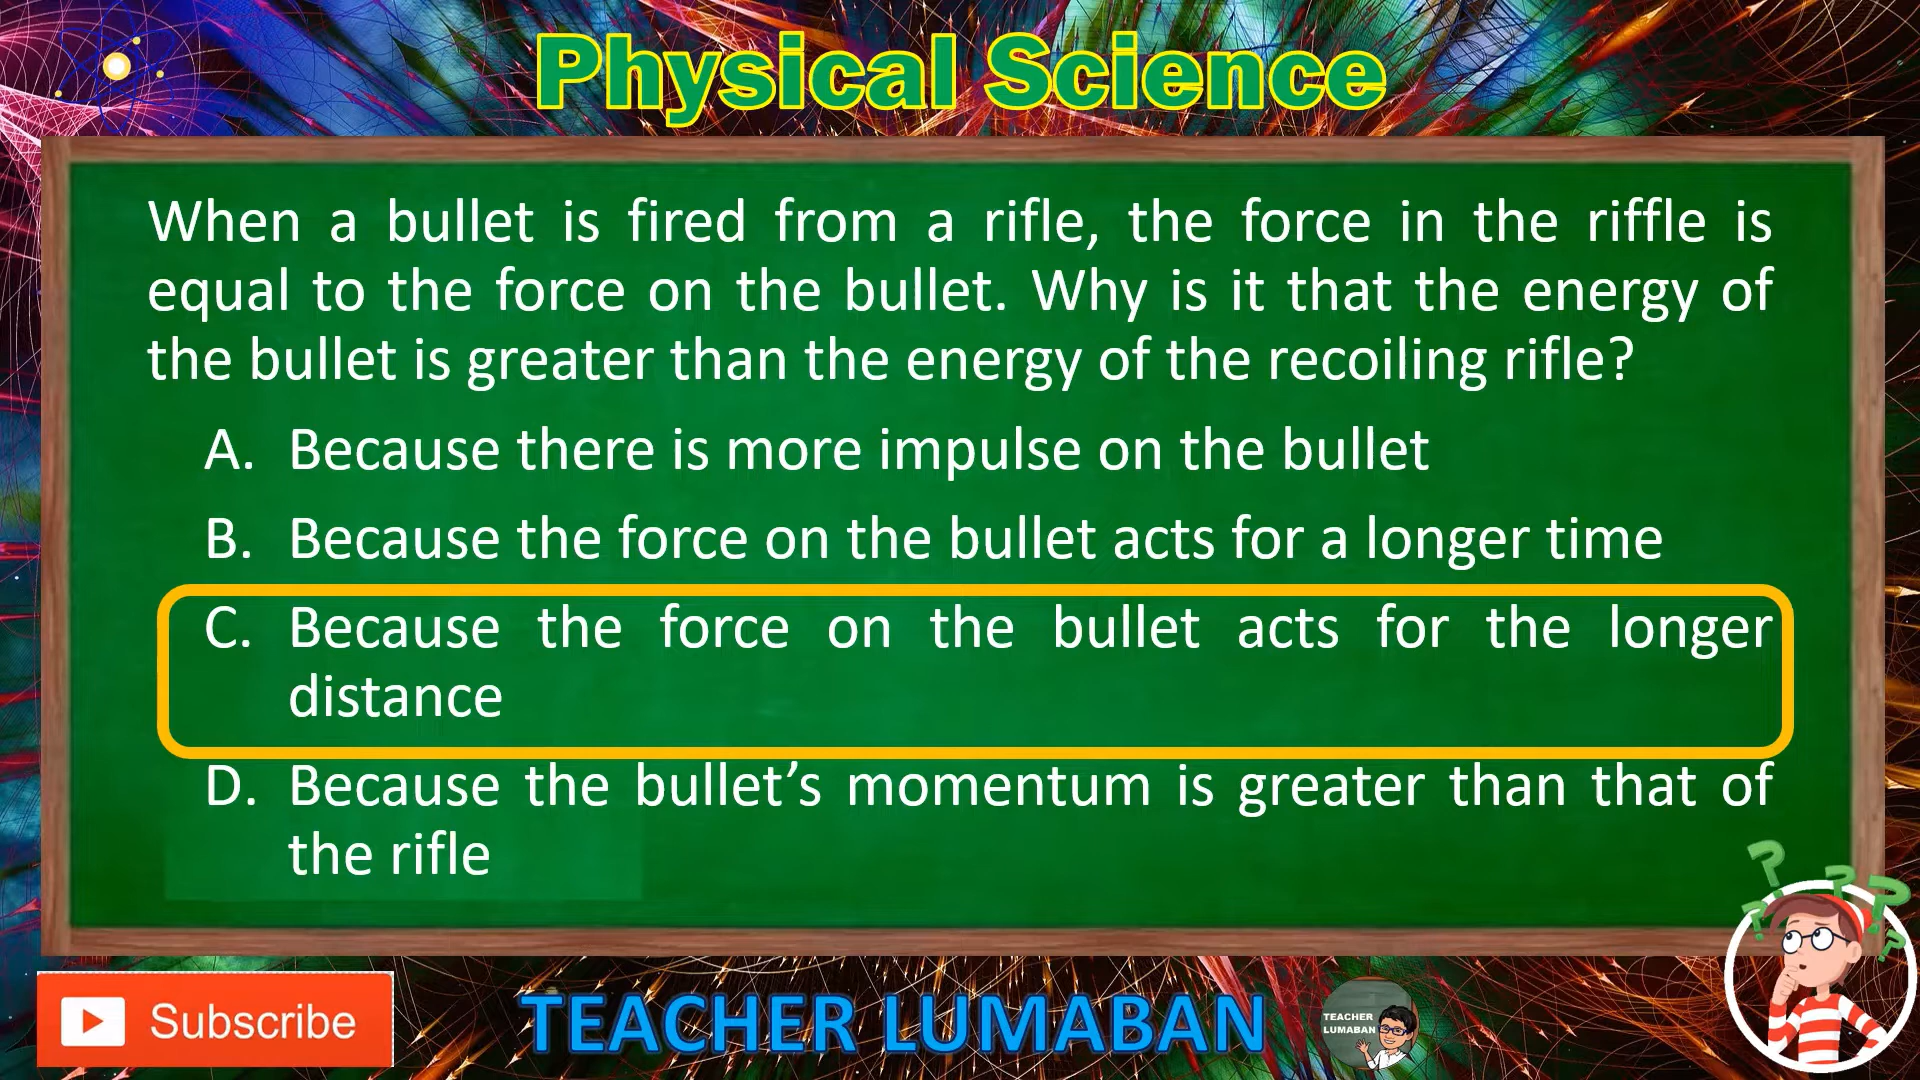 Physical Science
When a bullet is fired from a rifle, the force in the riffle is
equal to the force on the bullet. Why is it that the energy of
the bullet is greater than the energy of the recoiling rifle?
A. Because there is more impulse on the bullet
B. Because the force on the bullet acts for a longer time
C. Because the force on the bullet acts for the longer
distance
D. Because the bullet’s momentum is greater than that of
the rifle
Subscribe
TEACHER LUMABAN
TEACHER
LUMABAN